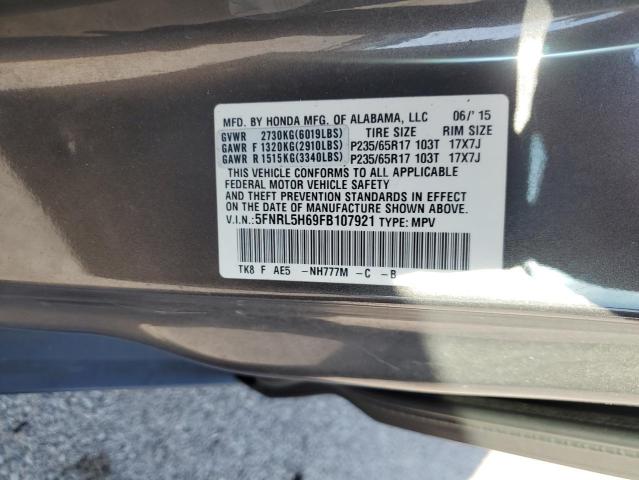 MFD. BY HONDA MFG. OF ALABAMA, LLC 06/'15
GVWR 2730KG(6019LBS) TIRE SIZE RIM SIZE
GAWR F 1320KG(2910LBS) P235/65R17 103T 17X7J
GAWR R 1515KG(3340LBS) P235/65R17 103T 17X7J
THIS VEHICLE CONFORMS TO ALL APPLICABLE
FEDERAL MOTOR VEHICLE SAFETY
AND THEFT PREVENTION STANDARDS IN EFFECT
ON THE DATE OF MANUFACTURE SHOWN ABOVE.
V.I.N.: 5FNRL5H69FB107921 TYPE: MPV
TK8 F AE5 -NH777M -C -B